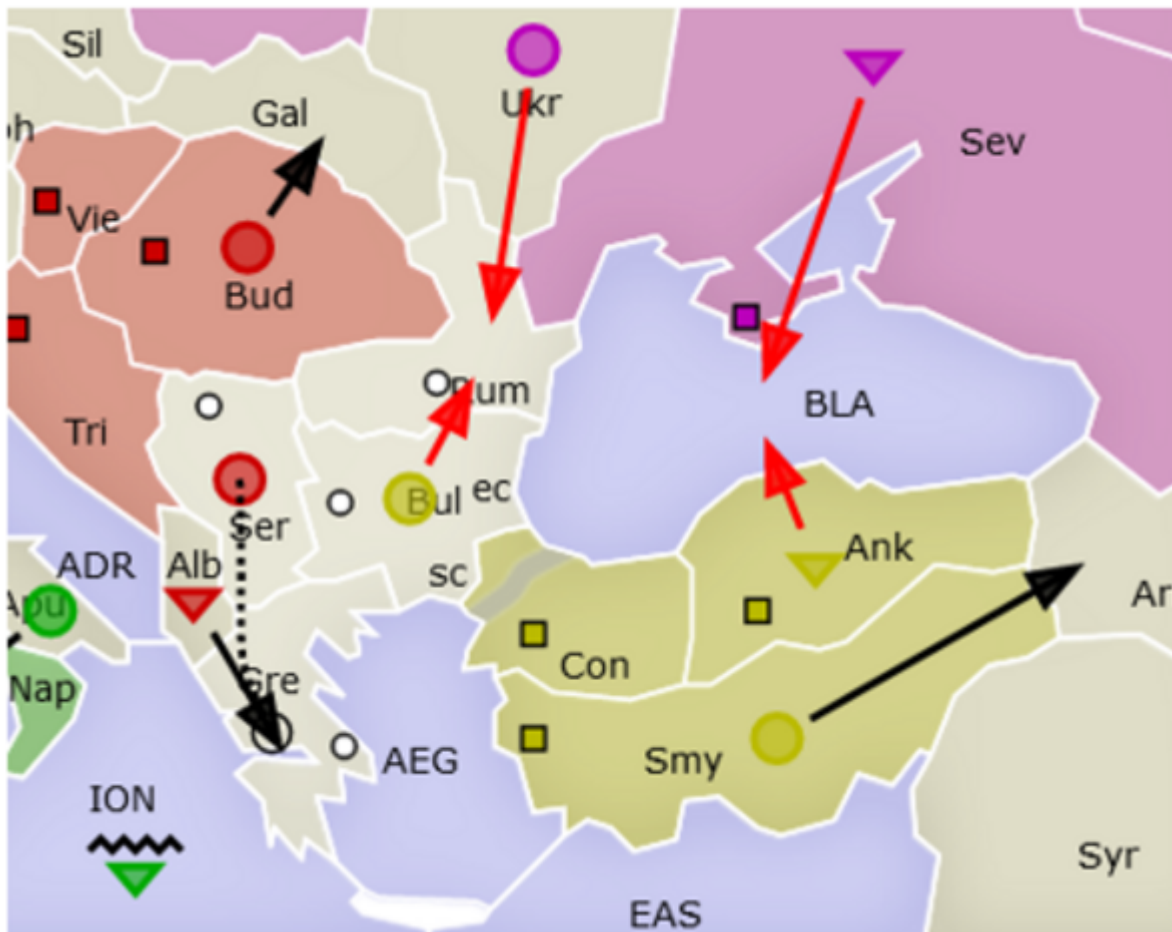 Sil
Ukr
Gal
Sev
oh
Vie
Bud
Rum
BLA
Tri
Bul
ec
Ser
Ank
ADR
Alb
sc
Apu
Ar
Con
Gre
Nap
AEG
Smy
ION
Syr
EAS